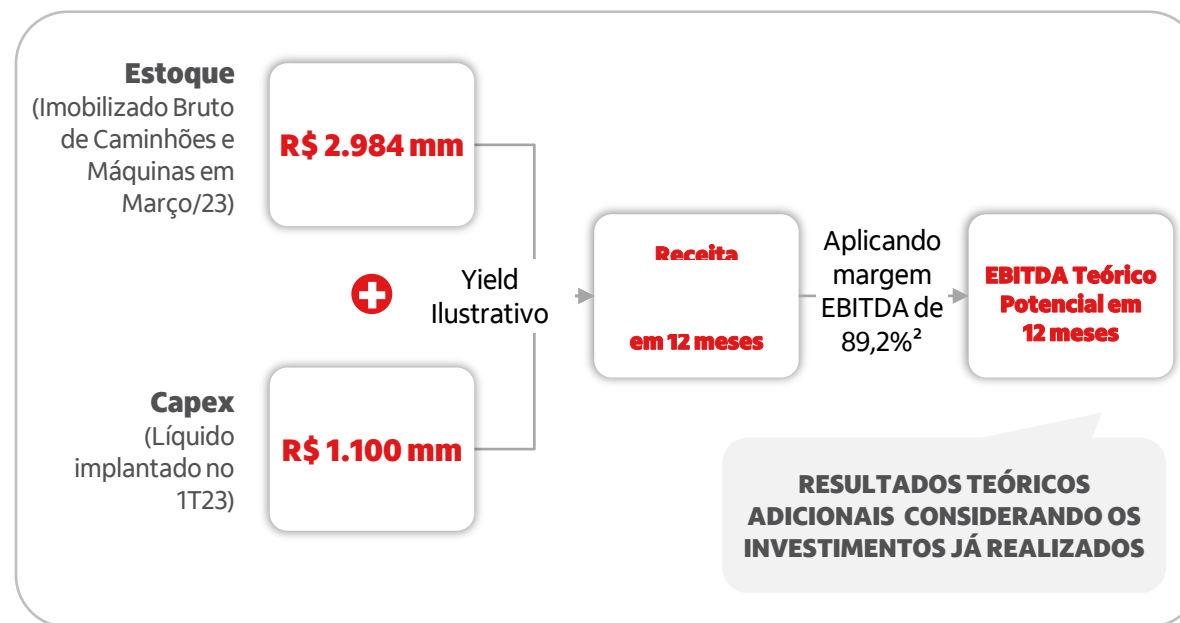 Estoque
(Imobilizado Bruto
de Caminhões e
Máquinas em
Março/23)
R$ 2.984 mm
Yield
Ilustrativo
Capex
(Líquido
implantado no
1T23)
R$ 1.100 mm
Receita
em 12 meses
Aplicando
margem
EBITDA de
89,2%²
EBITDA Teórico
Potencial em
12 meses
RESULTADOS TEÓRICOS
ADICIONAIS CONSIDERANDO OS
INVESTIMENTOS JÁ REALIZADOS